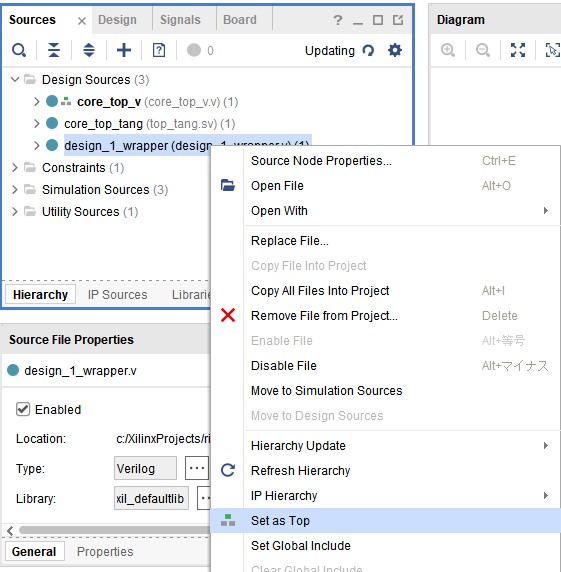 Sources × Design Signals Board ? _
Diagram
0 Updating
Design Sources (3)
core_top_v (core_top_v.v) (1)
core_top_tang (top_tang.sv) (1)
design_1_wrapper (design_1_wrapper.v) (1)
Constraints (1)
Simulation Sources (3)
Utility Sources (1)
Hierarchy IP Sources Librarie
Source File Properties
design_1_wrapper.v
Enabled
Location: c:/XilinxProjects/ri
Type: Verilog ...
Library: xil_defaultlib ...
General Properties
Source Node Properties... Ctrl+E
Open File Alt+O
Open With
Replace File...
Copy File Into Project
Copy All Files Into Project Alt+I
Remove File from Project... Delete
Enable File Alt+等号
Disable File Alt+マイナス
Move to Simulation Sources
Move to Design Sources
Hierarchy Update
Refresh Hierarchy
IP Hierarchy
Set as Top
Set Global Include
Clear Global Include